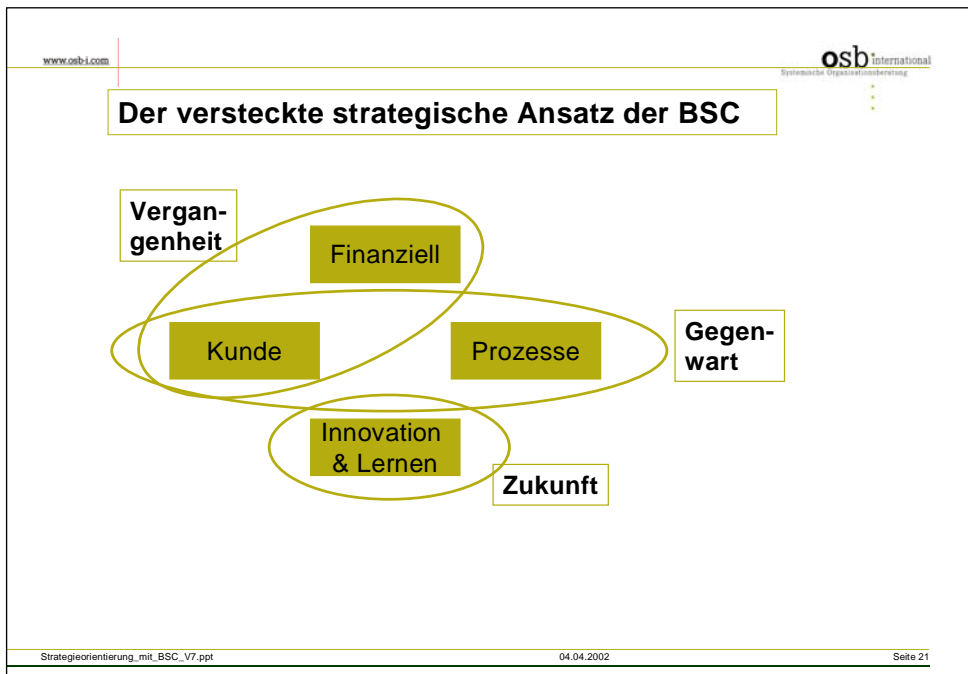 www.osb-i.com
osb international
Systemische Organisationsberatung
Der versteckte strategische Ansatz der BSC
Vergan-
genheit
Finanziell
Kunde
Prozesse
Gegen-
wart
Innovation
& Lernen
Zukunft
Strategieorientierung_mit_BSC_V7.ppt
04.04.2002
Seite 21